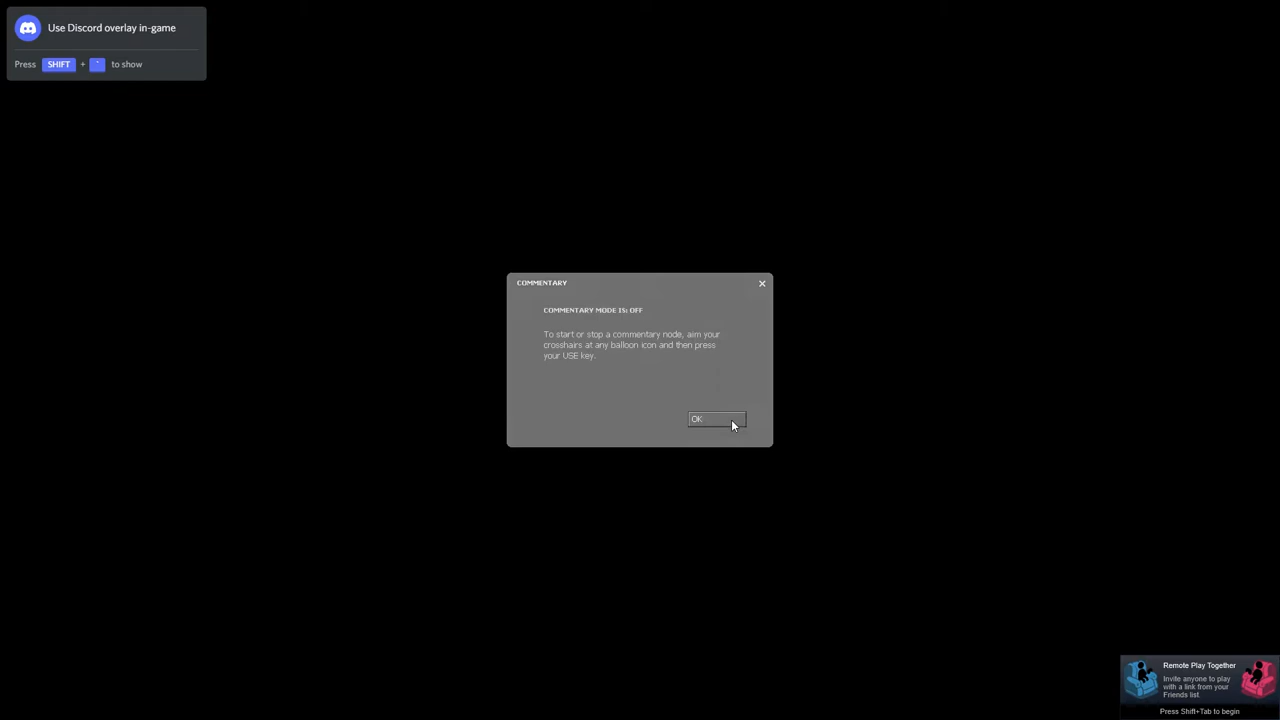 Use Discord overlay in-game
Press SHIFT + ` to show
COMMENTARY
COMMENTARY MODE IS: OFF
To start or stop a commentary node, aim your
crosshairs at any balloon icon and then press
your USE key.
OK
Remote Play Together
Invite anyone to play
with a link from your
Friends list.
Press Shift+Tab to begin